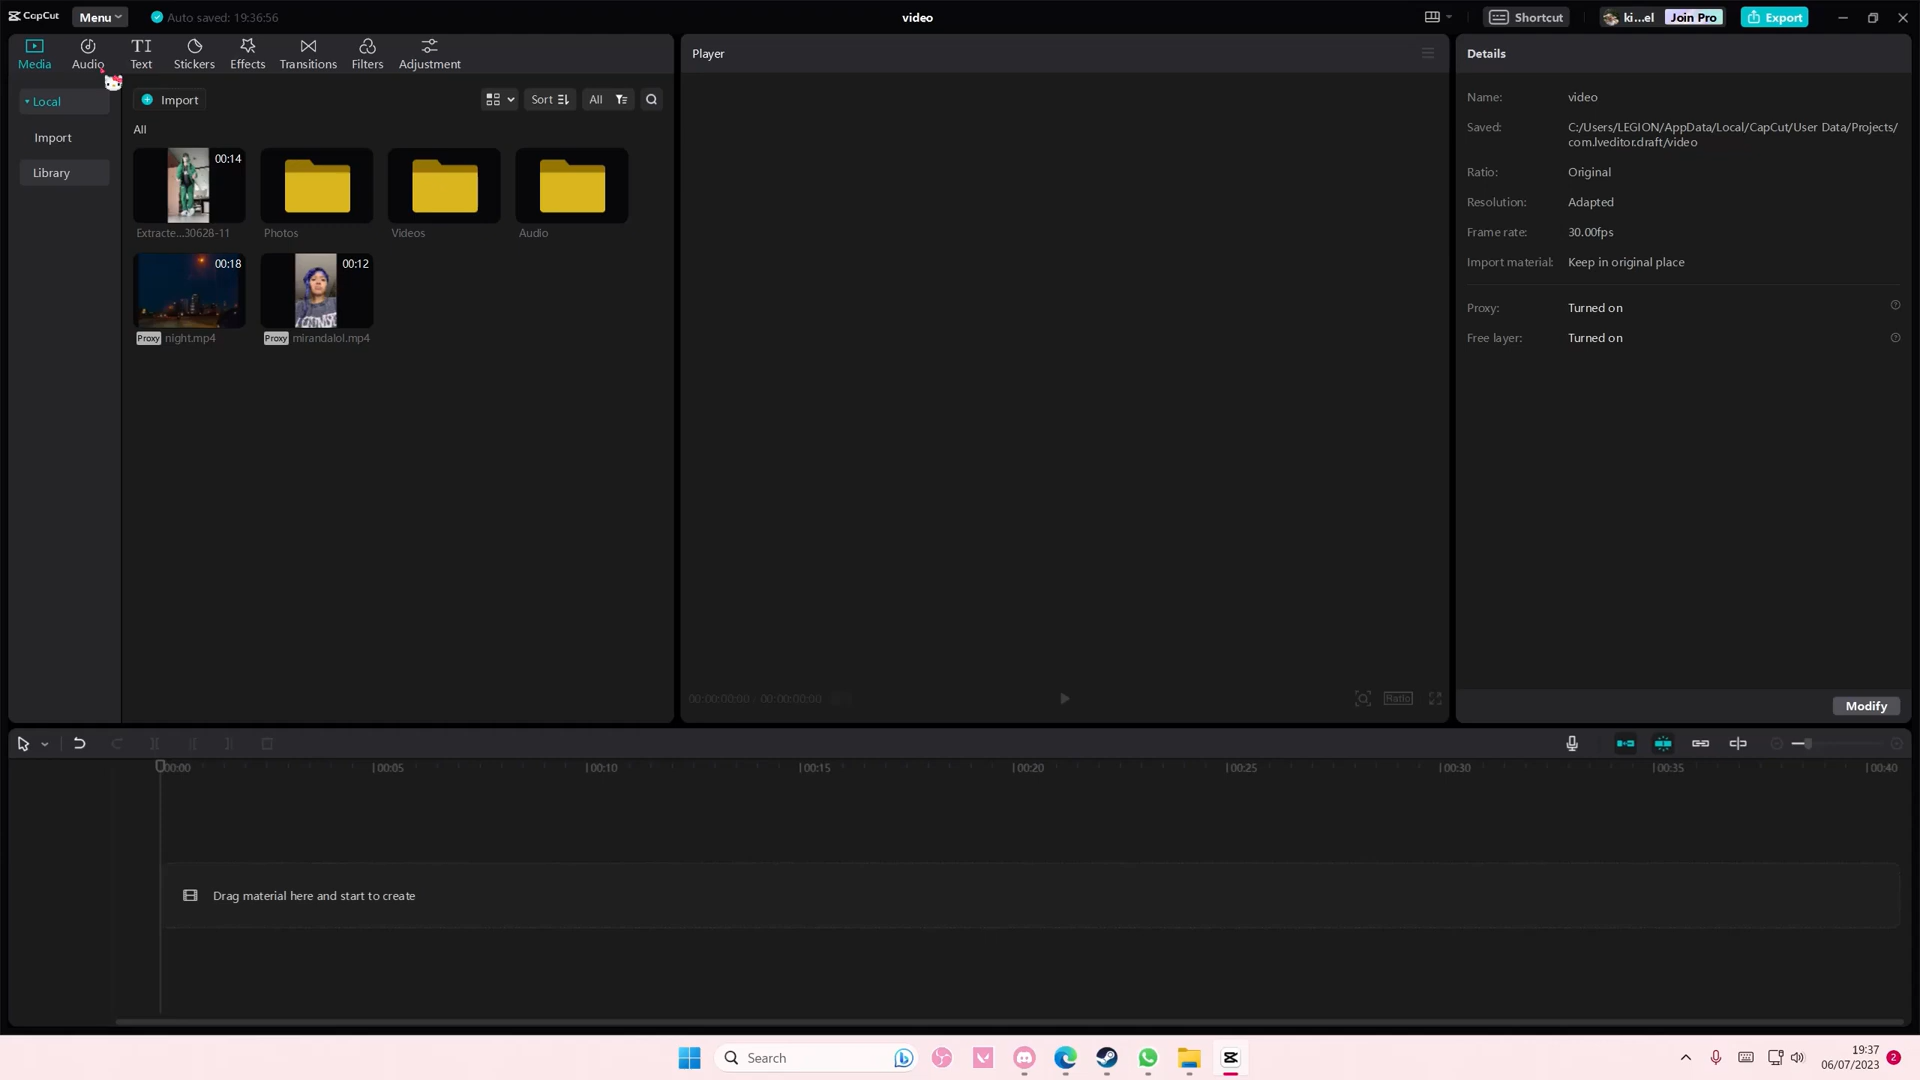 CapCut
Menu
Auto saved: 19:36:56
video
Shortcut
ki...el
Join Pro
Export
Media
Audio
Text
Stickers
Effects
Transitions
Filters
Adjustment
Player
Details
Local
Import
Library
Import
Sort
All
All
00:14
Extracte...30628-11
Photos
Videos
Audio
00:18
Proxy night.mp4
00:12
Proxy mirandalol.mp4
00:00:00:00 / 00:00:00:00
Ratio
Name: video
Saved: C:/Users/LEGION/AppData/Local/CapCut/User Data/Projects/
com.lveditor.draft/video
Ratio: Original
Resolution: Adapted
Frame rate: 30.00fps
Import material: Keep in original place
Proxy: Turned on
Free layer: Turned on
Modify
00:00
00:05
00:10
00:15
00:20
00:25
00:30
00:35
00:40
Drag material here and start to create
Search
19:37
06/07/2023
2